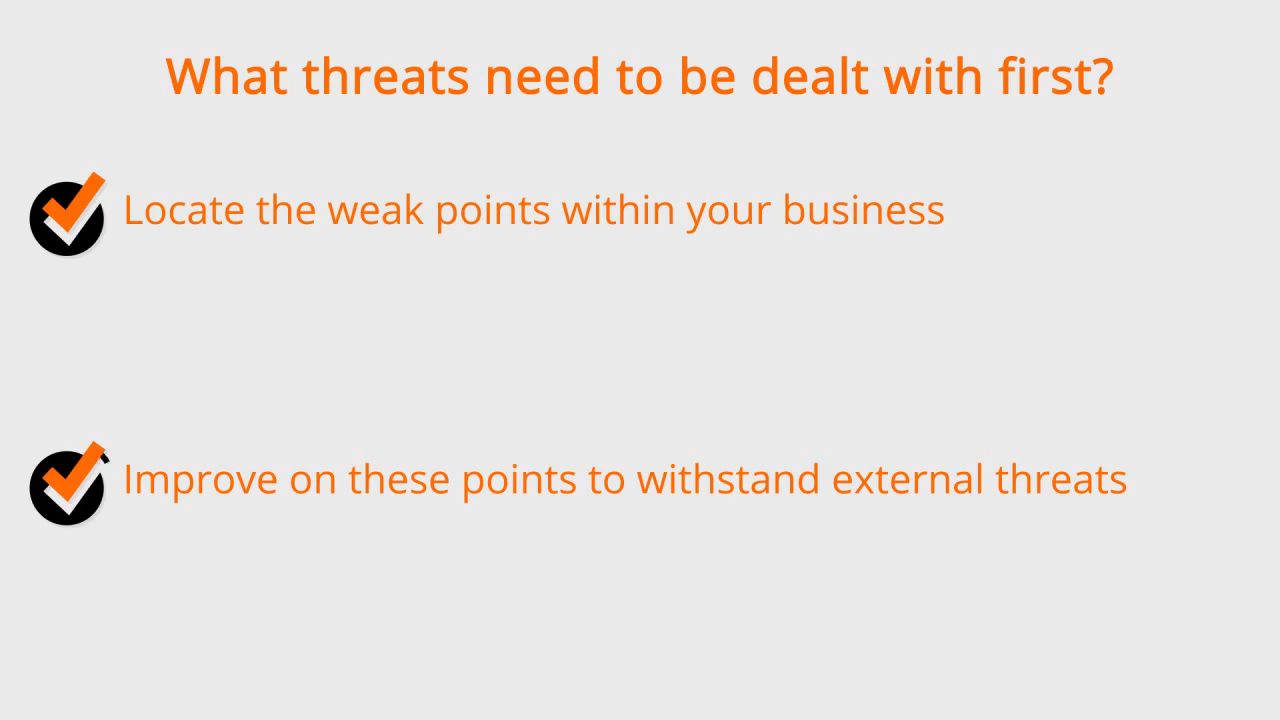 What threats need to be dealt with first?
Locate the weak points within your business
Improve on these points to withstand external threats